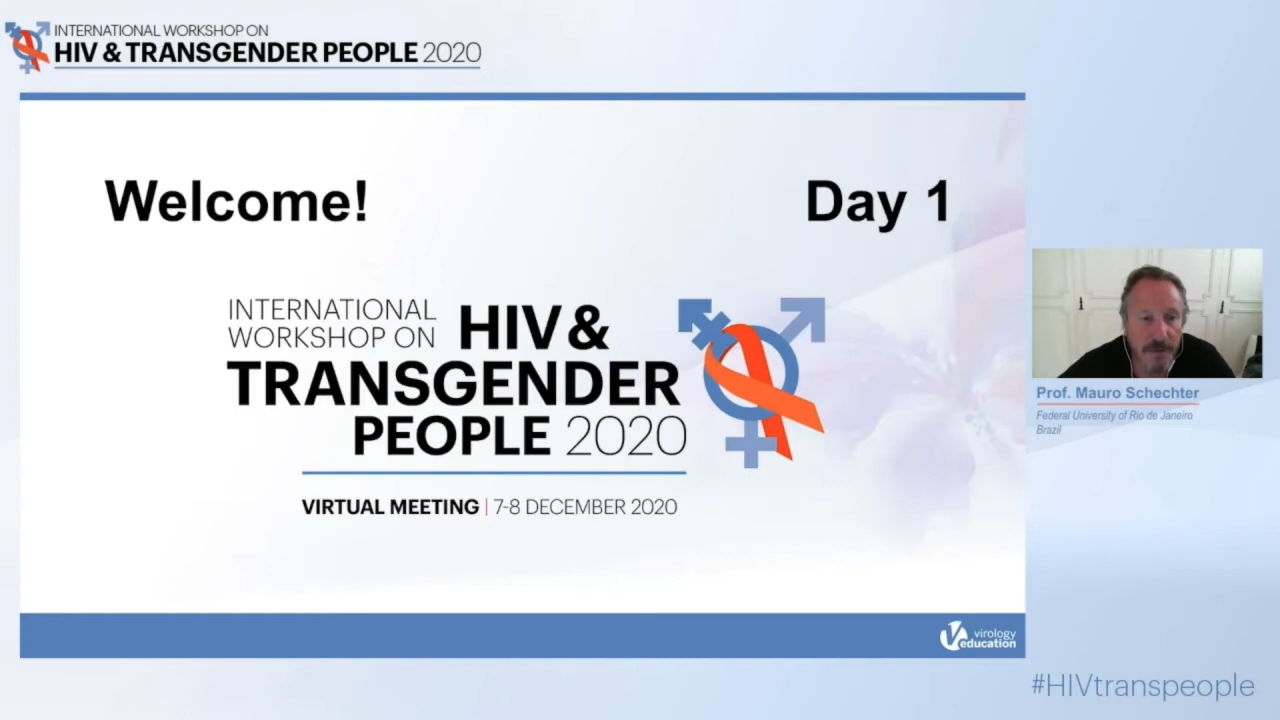 INTERNATIONAL WORKSHOP ON
HIV & TRANSGENDER PEOPLE 2020
Welcome!
Day 1
INTERNATIONAL
WORKSHOP ON HIV &
TRANSGENDER
PEOPLE 2020
VIRTUAL MEETING | 7-8 DECEMBER 2020
Prof. Mauro Schechter
Federal University of Rio de Janeiro
Brazil
virology
education
#HIVtranspeople